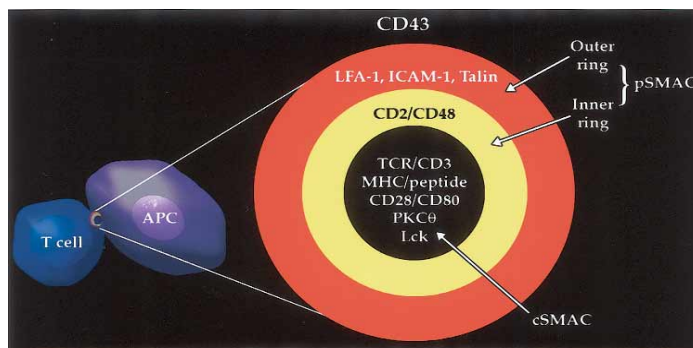 CD43
Outer
ring
pSMAC
LFA-1, ICAM-1, Talin
Inner
ring
CD2/CD48
TCR/CD3
MHC/peptide
CD28/CD80
PKCθ
Lck
APC
T cell
C
cSMAC